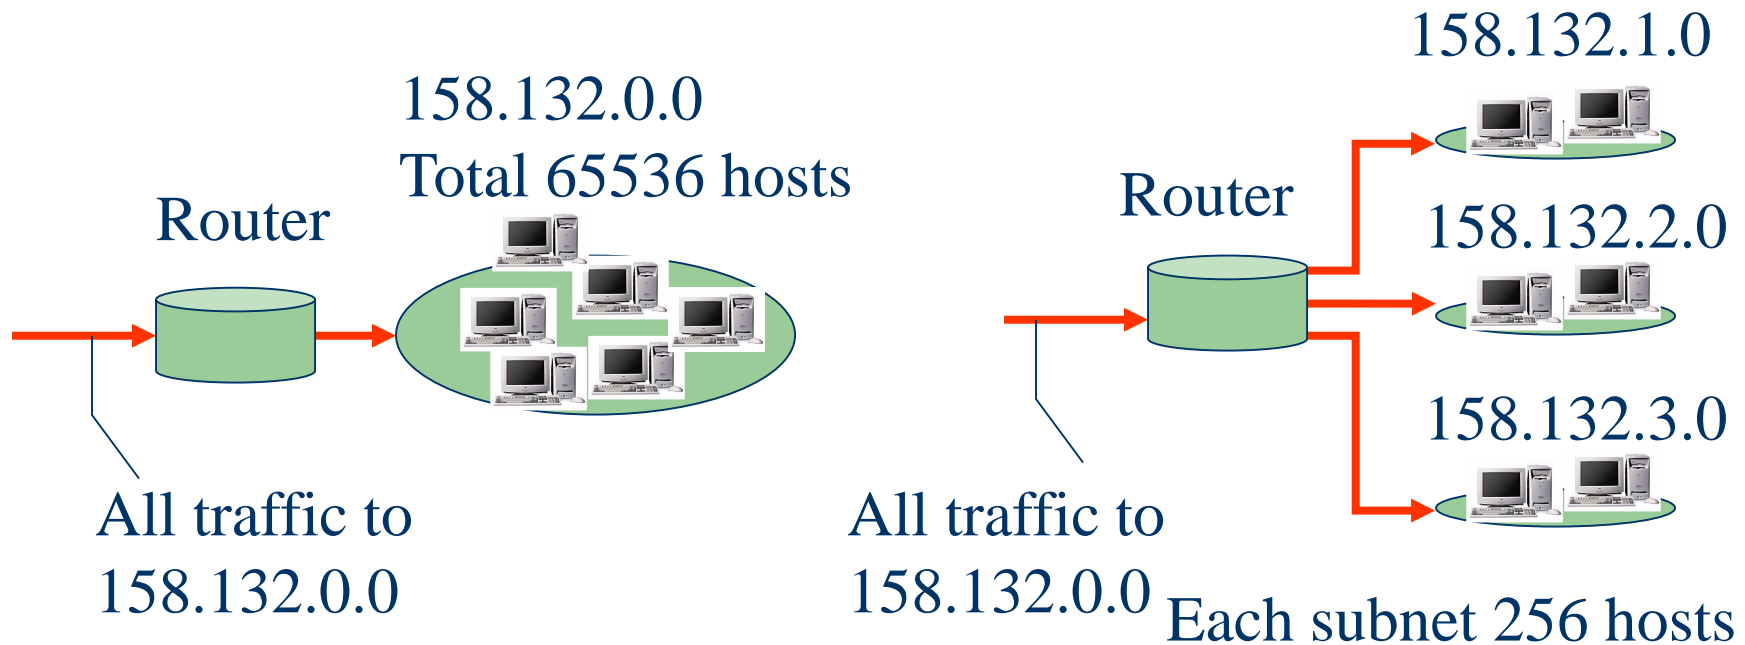 158.132.0.0
Total 65536 hosts
Router
All traffic to
158.132.0.0
158.132.1.0
Router
158.132.2.0
158.132.3.0
All traffic to
158.132.0.0
Each subnet 256 hosts